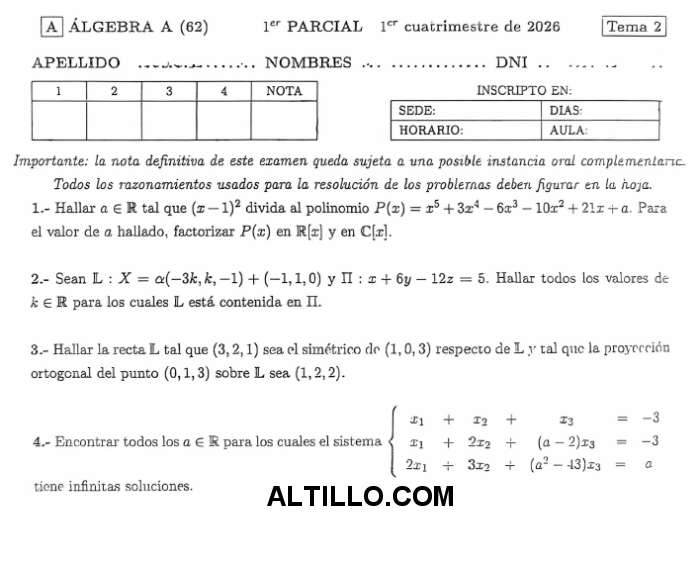 A ÁLGEBRA A (62) 1er PARCIAL 1er cuatrimestre de 2026 Tema 2
APELLIDO NOMBRES DNI
1 2 3 4 NOTA
INSCRIPTO EN:
SEDE: DIAS:
HORARIO: AULA:
Importante: la nota definitiva de este examen queda sujeta a una posible instancia oral complementaric.
Todos los razonamientos usados para la resolución de los problemas deben figurar en la hoja.
1.- Hallar a ∈ ℝ tal que (x − 1)² divida al polinomio P(x) = x⁵ + 3x⁴ − 6x³ − 10x² + 21x + a. Para
el valor de a hallado, factorizar P(x) en ℝ[x] y en ℂ[x].
2.- Sean 𝕃 : X = α(−3k, k, −1) + (−1, 1, 0) y Π : x + 6y − 12z = 5. Hallar todos los valores de
k ∈ ℝ para los cuales 𝕃 está contenida en Π.
3.- Hallar la recta 𝕃 tal que (3, 2, 1) sea el simétrico de (1, 0, 3) respecto de 𝕃 y tal que la proyección
ortogonal del punto (0, 1, 3) sobre 𝕃 sea (1, 2, 2).
x₁ + x₂ + x₃ = −3
4.- Encontrar todos los a ∈ ℝ para los cuales el sistema { x₁ + 2x₂ + (a − 2)x₃ = −3
2x₁ + 3x₂ + (a² − 13)x₃ = a
tiene infinitas soluciones.
ALTILLO.COM